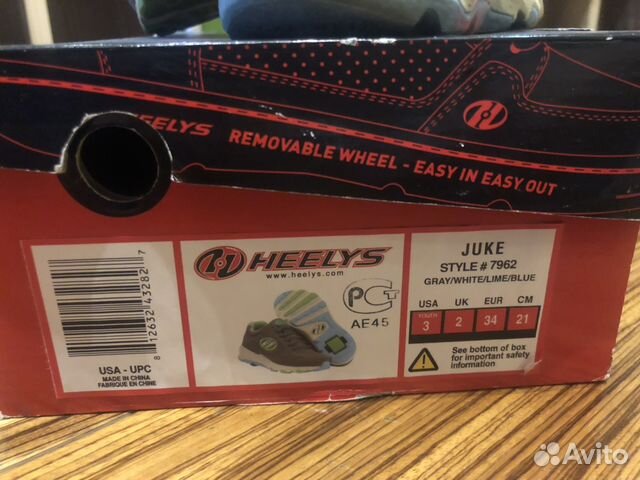 HEELYS REMOVABLE WHEEL - EASY IN EASY OUT
8 12632 43282 7
USA - UPC
MADE IN CHINA
FABRIQUE EN CHINE
HEELYS
www.heelys.com
PCT
AE45
JUKE
STYLE # 7962
GRAY/WHITE/LIME/BLUE
USA UK EUR CM
YOUTH
3 2 34 21
See bottom of box
for important safety
information
Avito